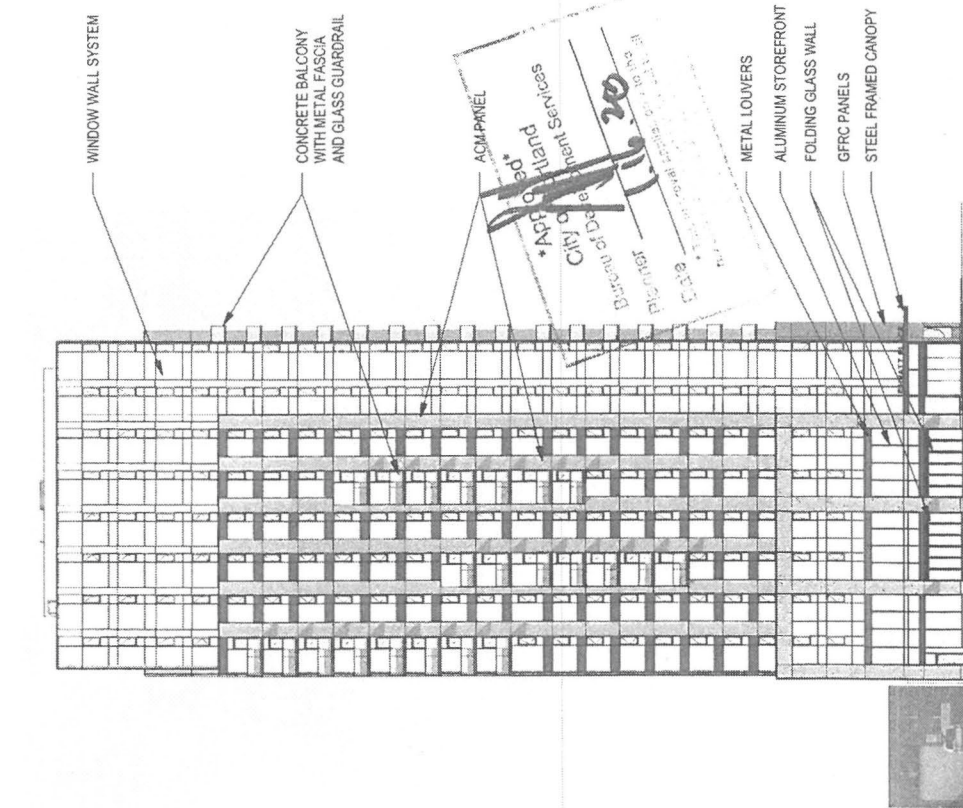 WINDOW WALL SYSTEM
CONCRETE BALCONY
WITH METAL FASCIA
AND GLASS GUARDRAIL
ACM PANEL
*Approved*
City of Portland
Bureau of Development Services
Planner
Date
METAL LOUVERS
ALUMINUM STOREFRONT
FOLDING GLASS WALL
GFRC PANELS
STEEL FRAMED CANOPY